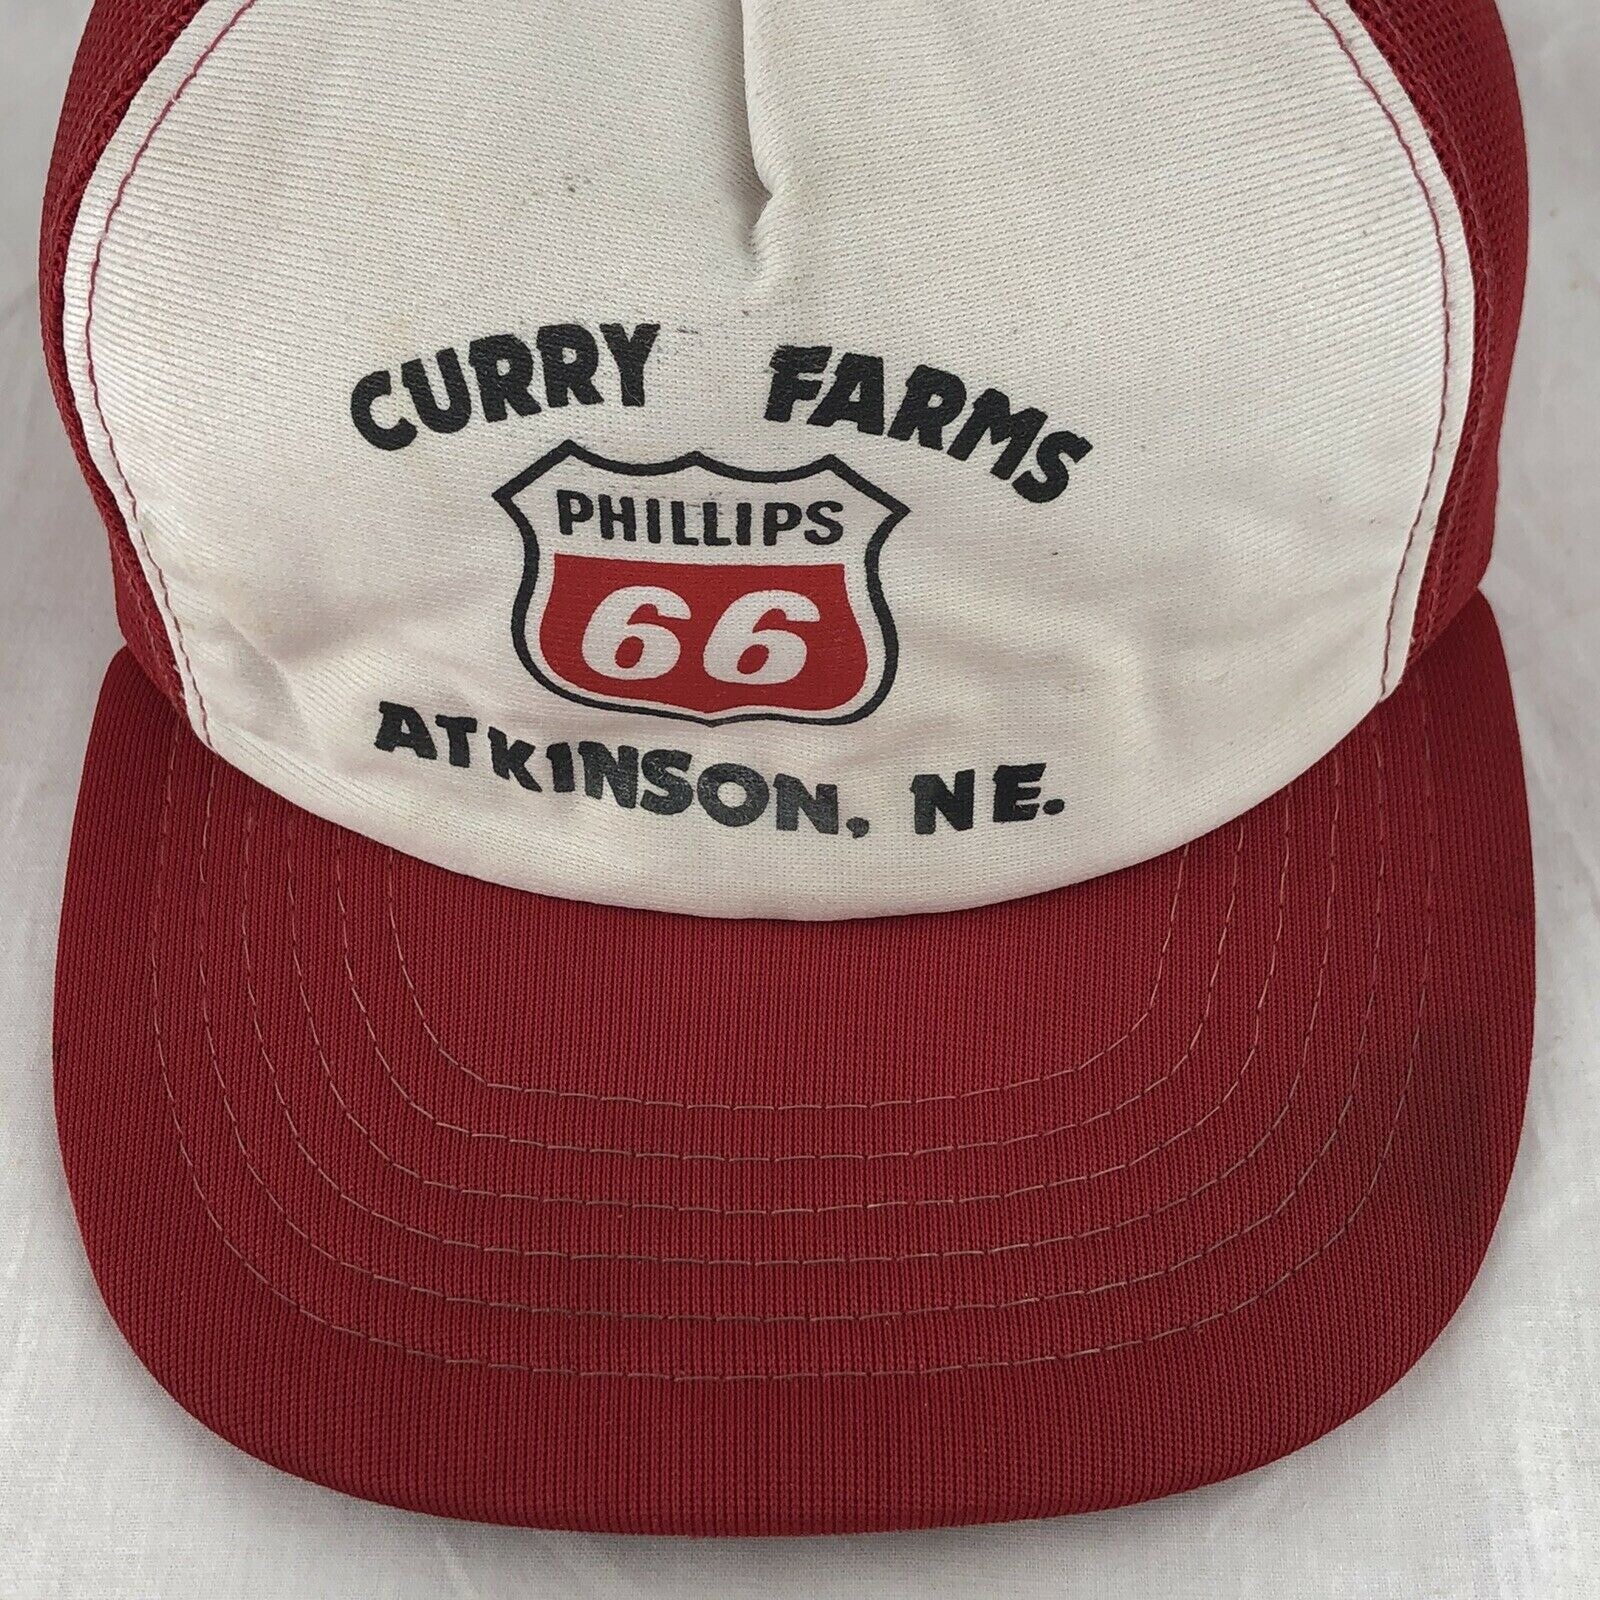 CURRY FARMS
PHILLIPS
66
ATKINSON, NE.